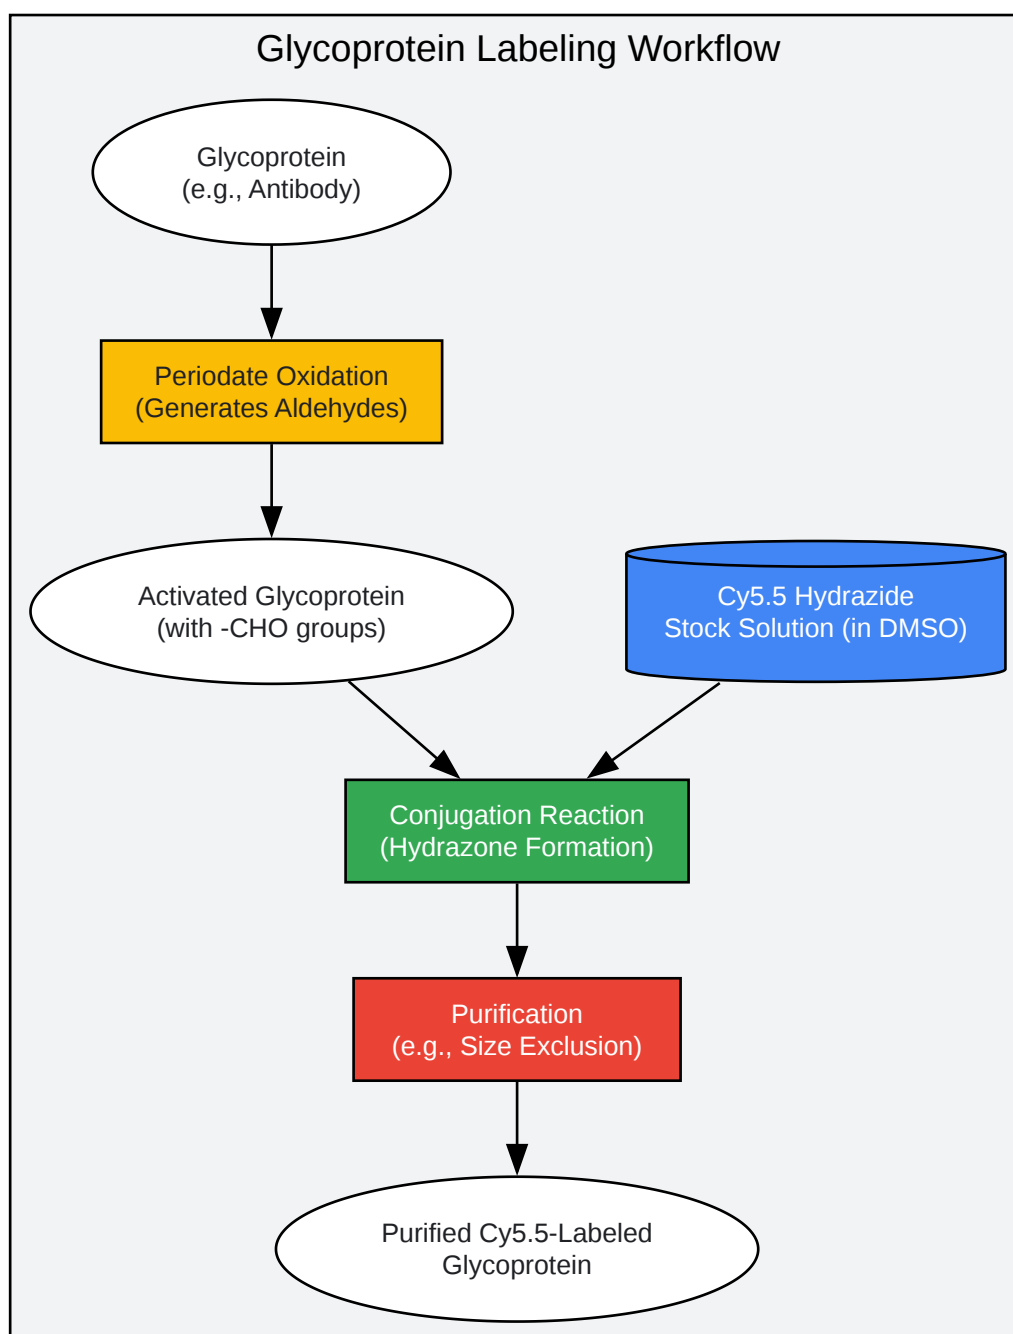 Glycoprotein Labeling Workflow
Glycoprotein
(e.g., Antibody)
Periodate Oxidation
(Generates Aldehydes)
Activated Glycoprotein
(with -CHO groups)
Cy5.5 Hydrazide
Stock Solution (in DMSO)
Conjugation Reaction
(Hydrazone Formation)
Purification
(e.g., Size Exclusion)
Purified Cy5.5-Labeled
Glycoprotein